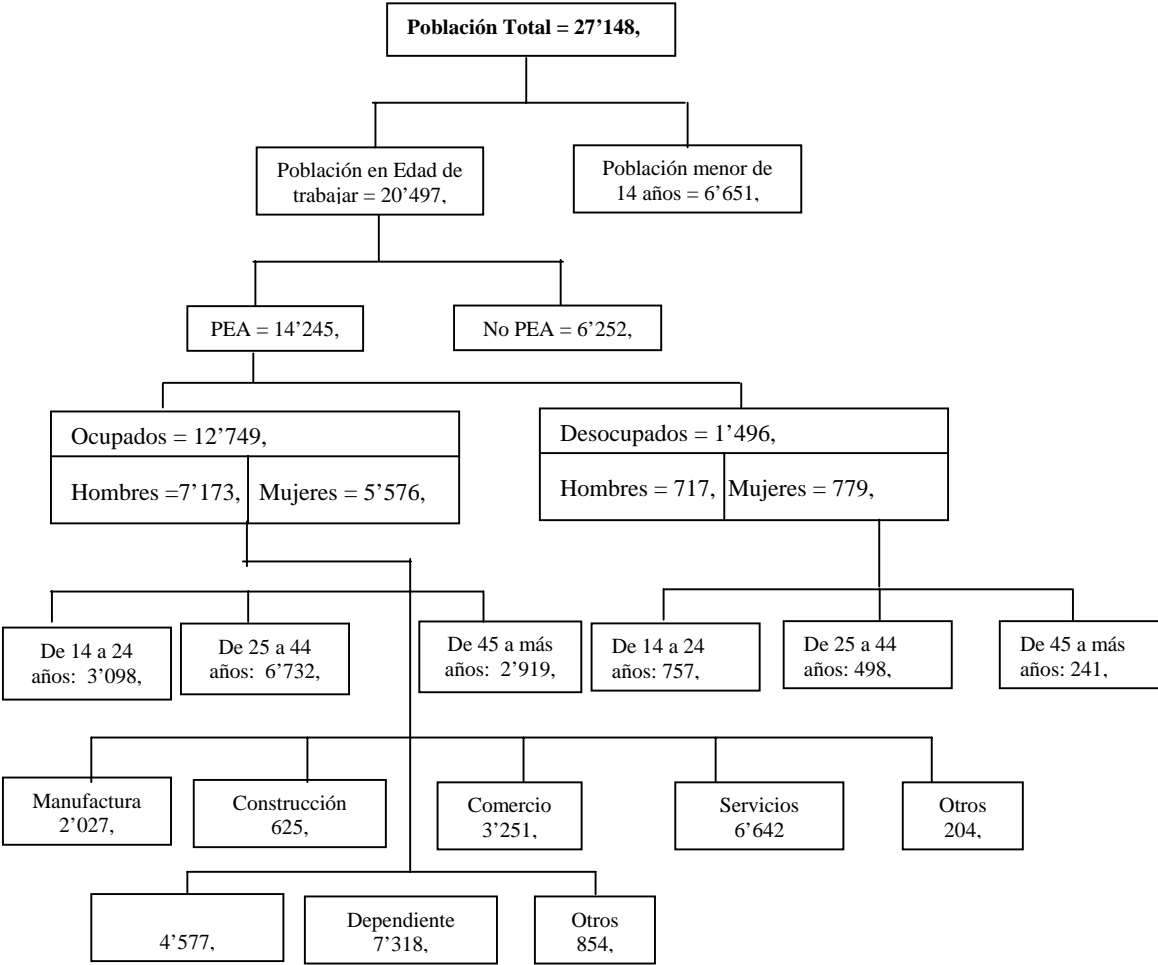 Población Total = 27’148,
Población en Edad de
trabajar = 20’497,
Población menor de
14 años = 6’651,
PEA = 14’245,
No PEA = 6’252,
Ocupados = 12’749,
Hombres =7’173,
Mujeres = 5’576,
Desocupados = 1’496,
Hombres = 717,
Mujeres = 779,
De 14 a 24
años: 3’098,
De 25 a 44
años: 6’732,
De 45 a más
años: 2’919,
De 14 a 24
años: 757,
De 25 a 44
años: 498,
De 45 a más
años: 241,
Manufactura
2’027,
Construcción
625,
Comercio
3’251,
Servicios
6’642
Otros
204,
4’577,
Dependiente
7’318,
Otros
854,